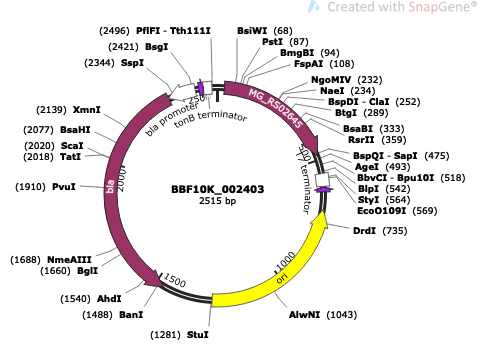 Created with SnapGene®
(2496) PflFI - Tth111I
BsiWI (68)
(2421) BsgI
PstI (87)
(2344) SspI
BmgBI (94)
FspAI (108)
NgoMIV (232)
NaeI (234)
BspDI - ClaI (252)
BtgI (289)
BsaBI (333)
RsrII (359)
BspQI - SapI (475)
AgeI (493)
BbvCI - Bpu10I (518)
BlpI (542)
StyI (564)
EcoO109I (569)
DrdI (735)
AlwNI (1043)
(1281) StuI
(1488) BanI
(1540) AhdI
(1660) BglI
(1688) NmeAIII
(1910) PvuI
(2018) TatI
(2020) ScaI
(2077) BsaHI
(2139) XmnI
bla promoter
tonB terminator
250
MG_RS02645
500
T7 terminator
1000
ori
1500
2000
bla
BBF10K_002403
2515 bp